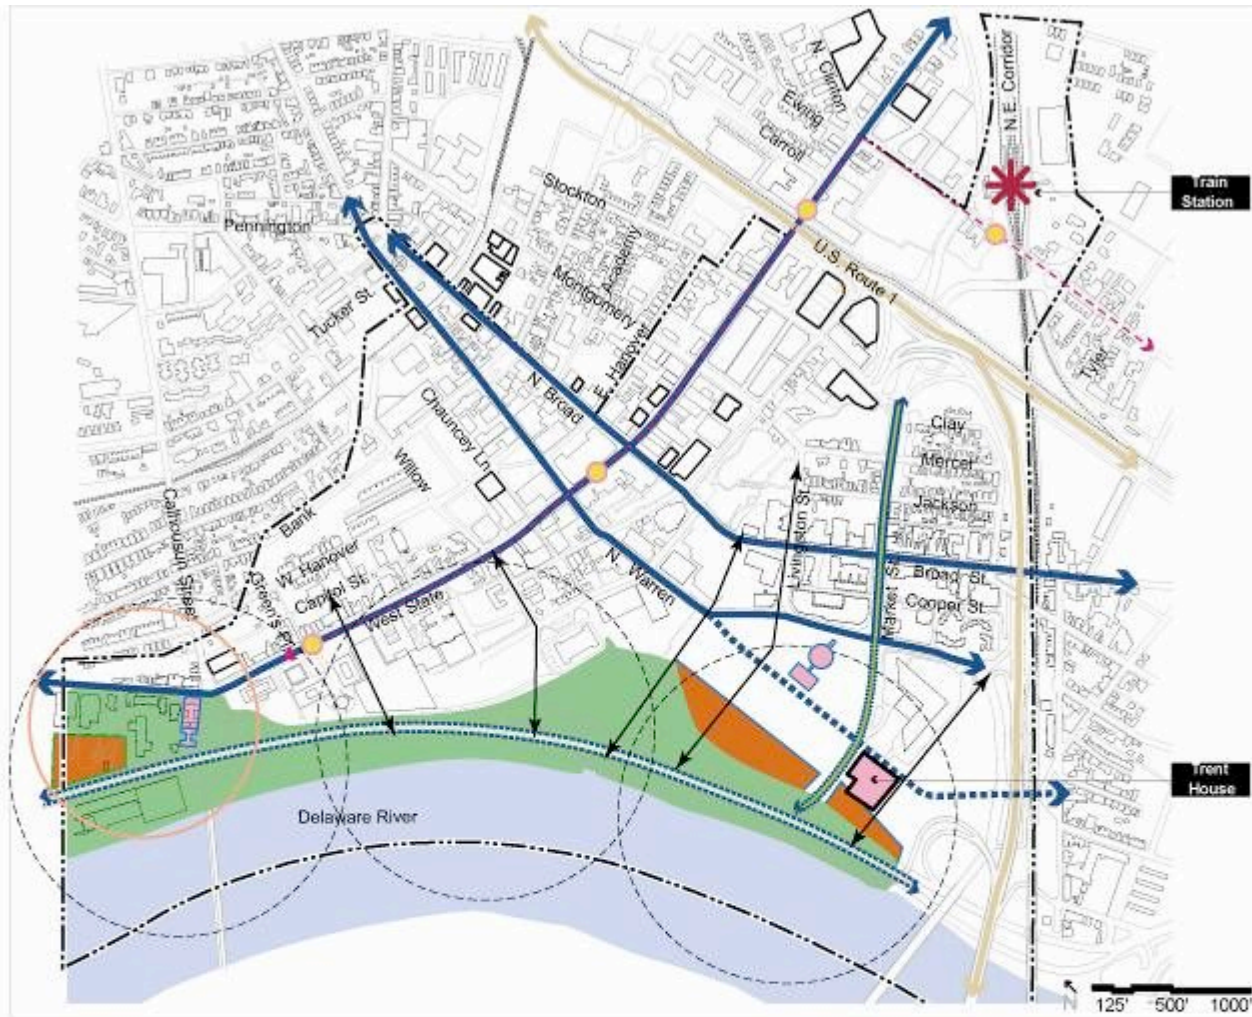 N. Clinton
N.E. Corridor
Ewing
Carroll
Train
Station
Stockton
Academy
Pennington
U.S. Route 1
Montgomery
Tucker St.
E. Hanover
Tyler
N. Broad
Chauncey Ln.
Clay
Willow
Mercer
Calhousun Street
Jackson
Livingston St.
Bank
W. Hanover
S. Broad St.
Green's Pl.
Capitol St.
N. Warren
Market
Cooper St.
West State
Trent
House
Delaware River
N
125' 500' 1000'